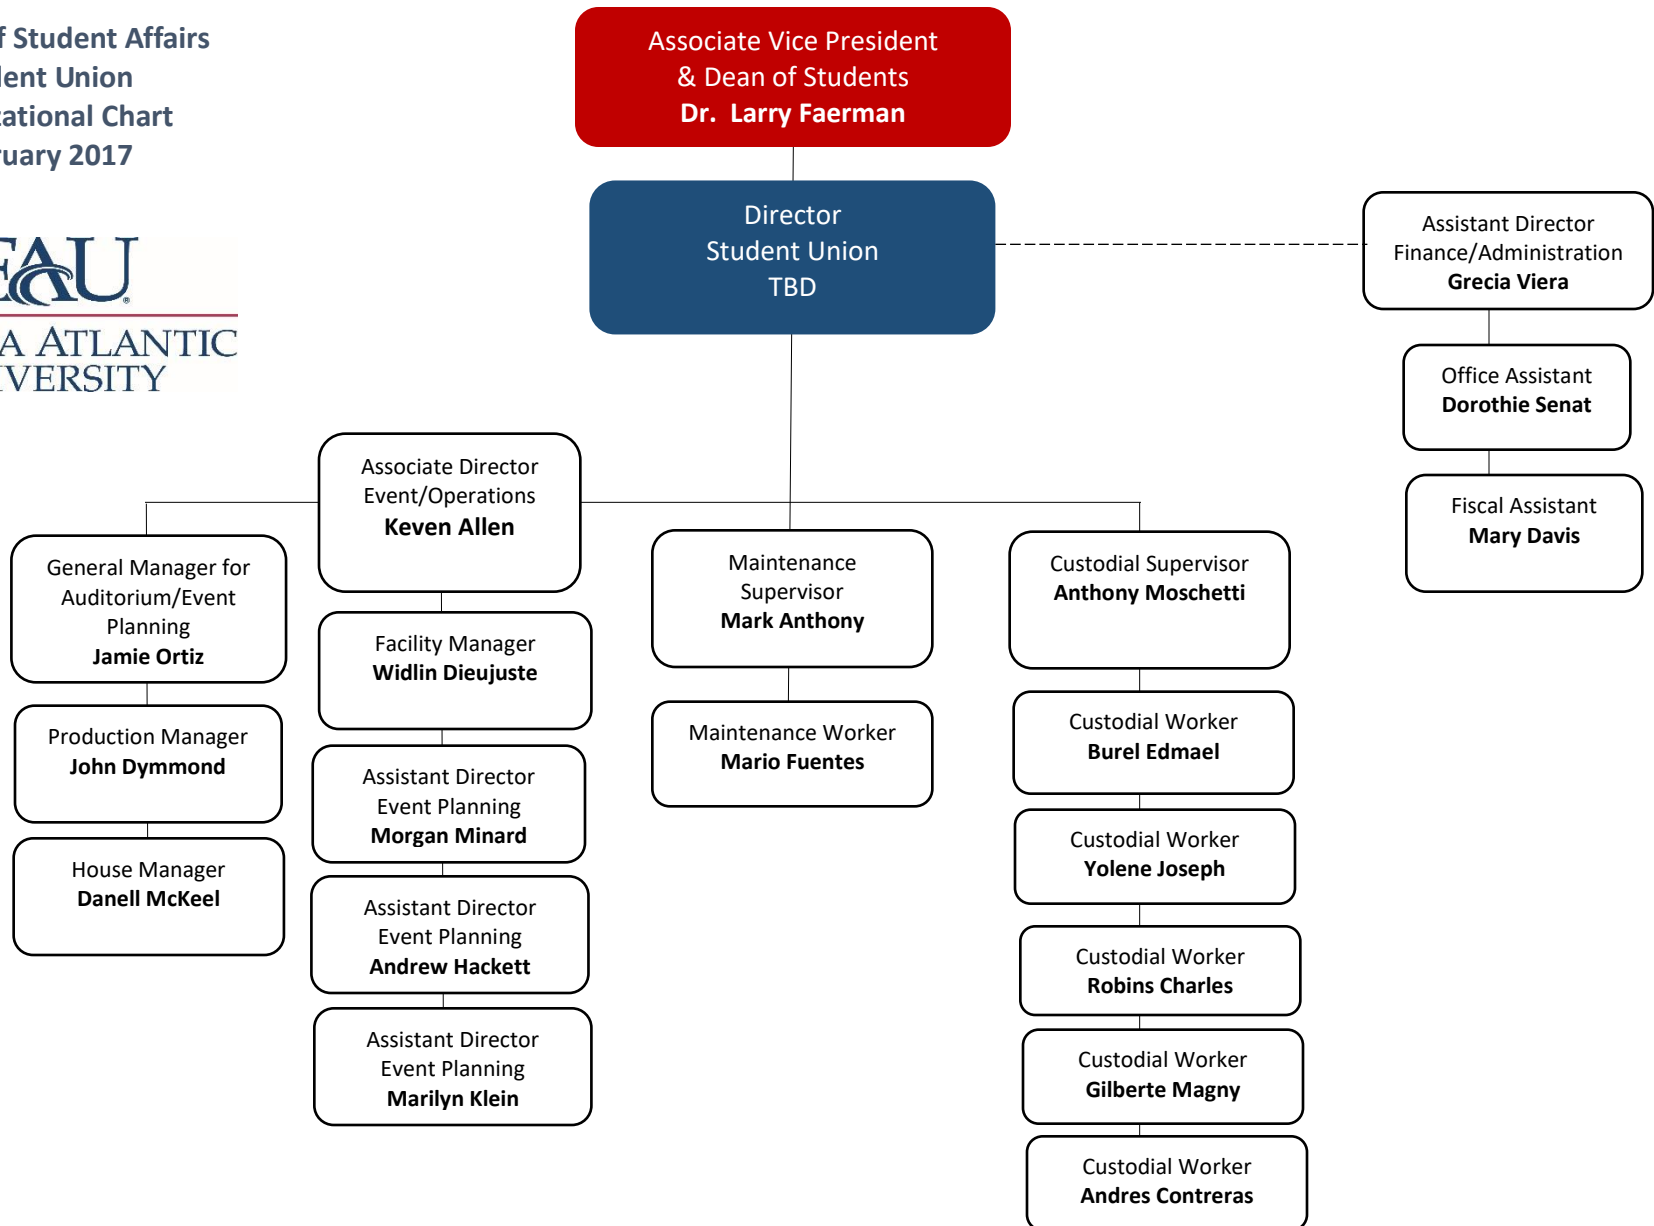 Student Affairs
Union
Chart
2017
ATLANTIC
Associate Vice President
& Dean of Students
Dr. Larry Faerman
Director
Student Union
TBD
Assistant Director
Finance/Administration
Grecia Viera
Office Assistant
Dorothie Senat
Fiscal Assistant
Mary Davis
Associate Director
Event/Operations
Keven Allen
General Manager for
Auditorium/Event
Planning
Jamie Ortiz
Production Manager
John Dymmond
House Manager
Danell McKeel
Facility Manager
Widlin Dieujuste
Assistant Director
Event Planning
Morgan Minard
Assistant Director
Event Planning
Andrew Hackett
Assistant Director
Event Planning
Marilyn Klein
Maintenance
Supervisor
Mark Anthony
Maintenance Worker
Mario Fuentes
Custodial Supervisor
Anthony Moschetti
Custodial Worker
Burel Edmael
Custodial Worker
Yolene Joseph
Custodial Worker
Robins Charles
Custodial Worker
Gilberte Magny
Custodial Worker
Andres Contreras